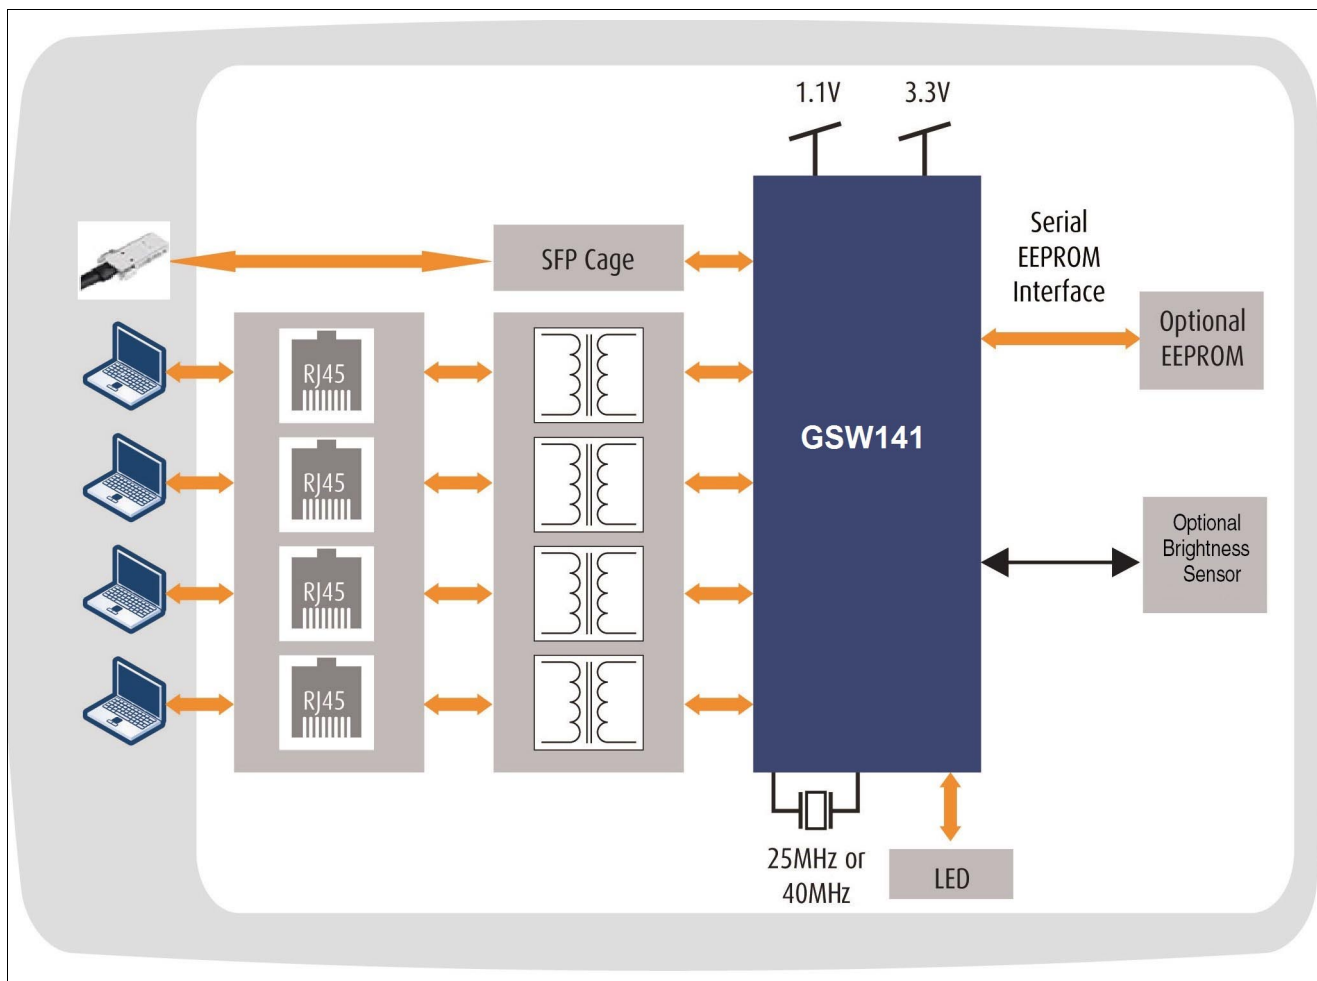 1.1V
3.3V
Serial
EEPROM
Interface
SFP Cage
Optional
EEPROM
RJ45
GSW141
RJ45
Optional
Brightness
Sensor
RJ45
RJ45
25MHz or
40MHz
LED